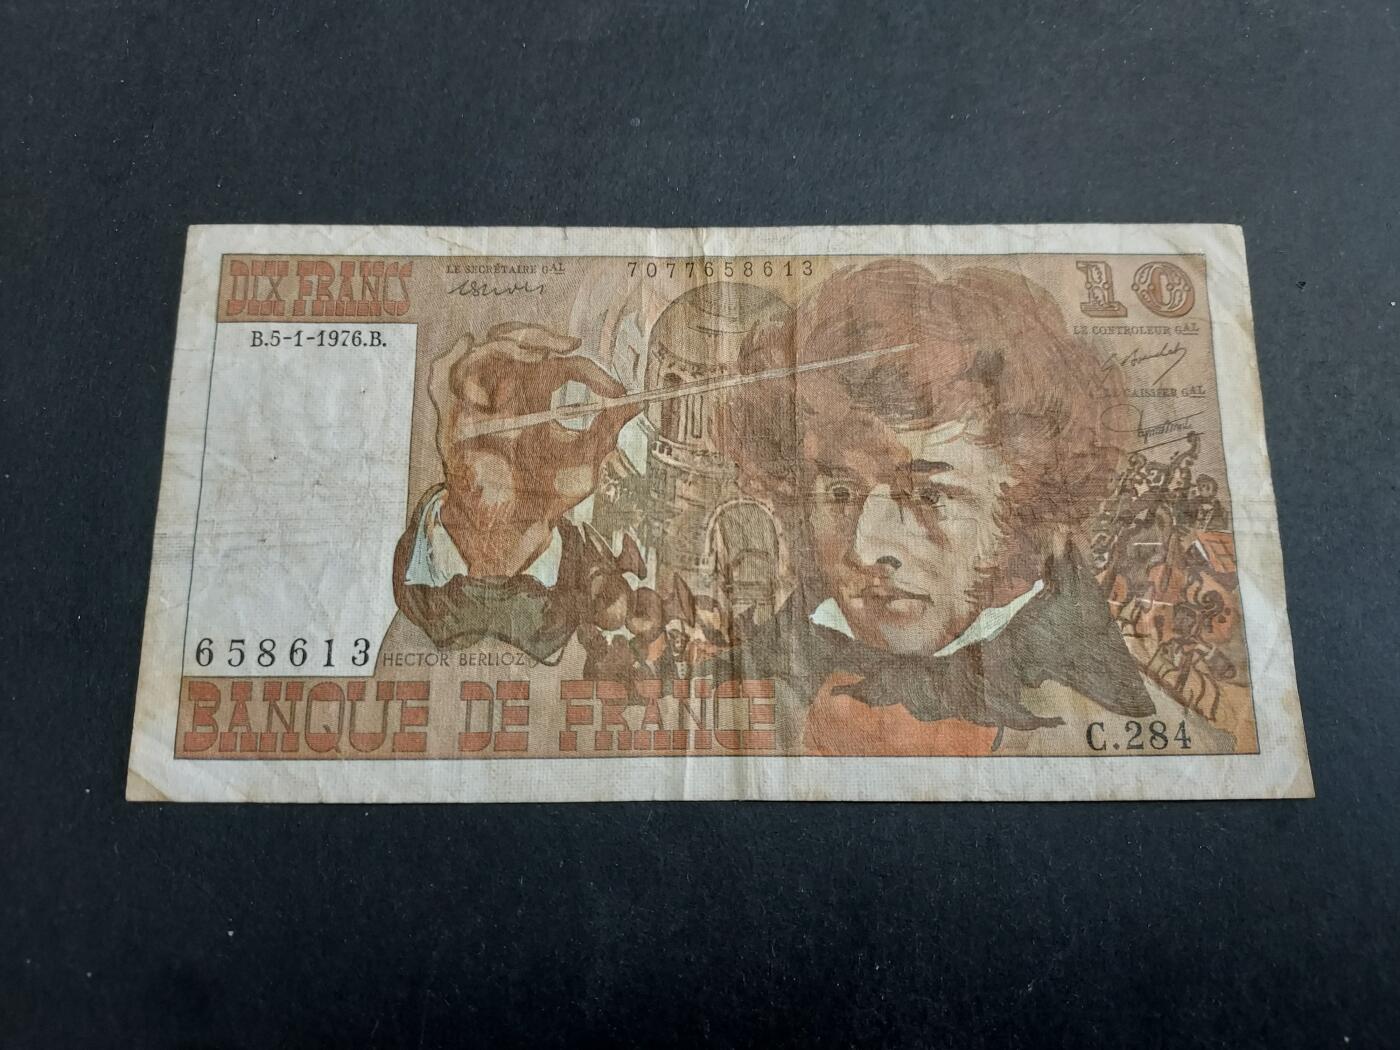 DIX FRANCS
LE SECRÉTAIRE GAL
7077658613
10
B.5-1-1976.B.
LE CONTROLEUR GAL
LE CAISSIER GAL
658613
HECTOR BERLIOZ
BANQUE DE FRANCE
C.284